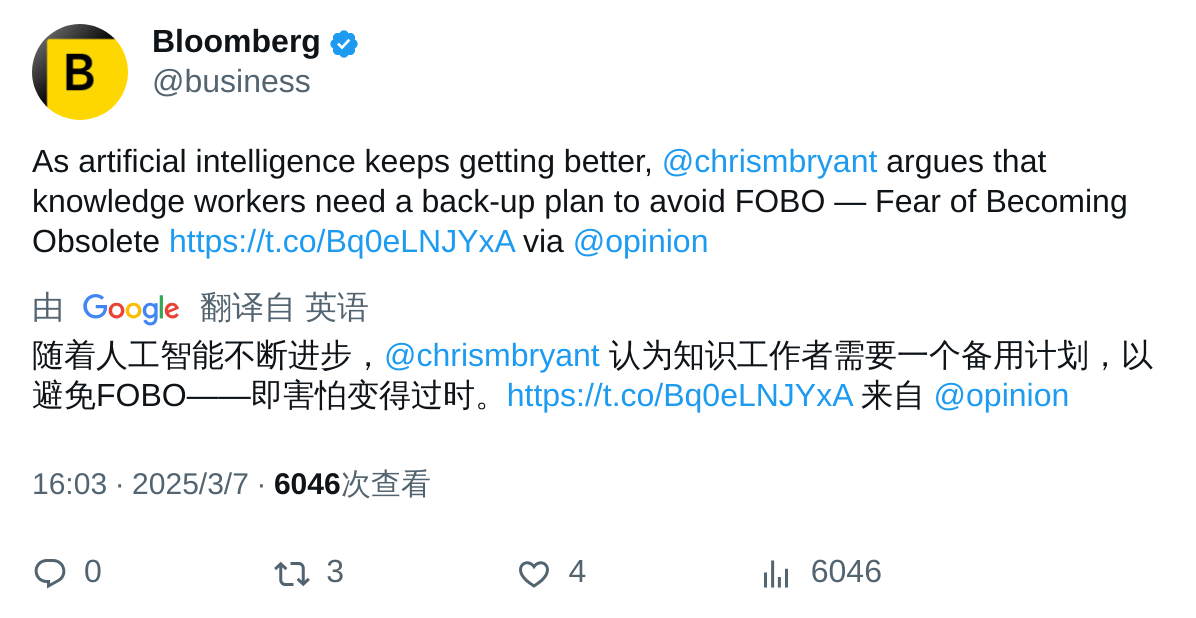 B
Bloomberg
@business
As artificial intelligence keeps getting better, @chrismbryant argues that
knowledge workers need a back-up plan to avoid FOBO — Fear of Becoming
Obsolete https://t.co/Bq0eLNJYxA via @opinion
由 Google 翻译自 英语
随着人工智能不断进步，@chrismbryant 认为知识工作者需要一个备用计划，以
避免FOBO——即害怕变得过时。https://t.co/Bq0eLNJYxA 来自 @opinion
16:03 · 2025/3/7 · 6046次查看
0 3 4 6046